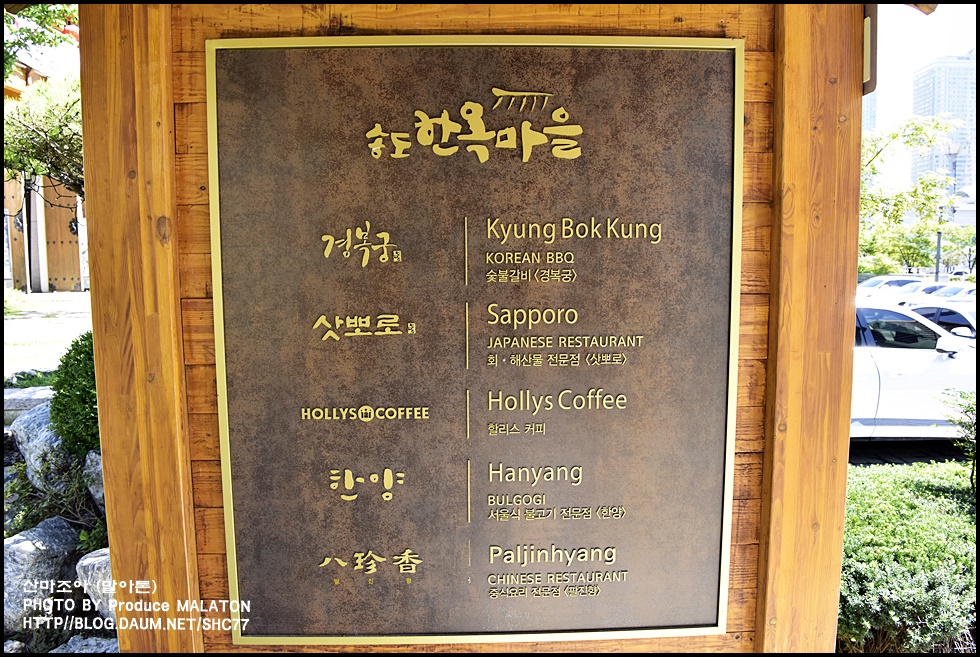 송도 한옥마을
경복궁
Kyung Bok Kung
KOREAN BBQ
숯불갈비 <경복궁>
삿뽀로
Sapporo
JAPANESE RESTAURANT
회 · 해산물 전문점 <삿뽀로>
HOLLYS COFFEE
Hollys Coffee
할리스 커피
한양
Hanyang
BULGOGI
서울식 불고기 전문점 <한양>
八珍香
팔진향
Paljinhyang
CHINESE RESTAURANT
중식요리 전문점 <팔진향>
산마조아 (말아톤)
PHOTO BY Produce MALATON
HTTP//BLOG.DAUM.NET/SHC77